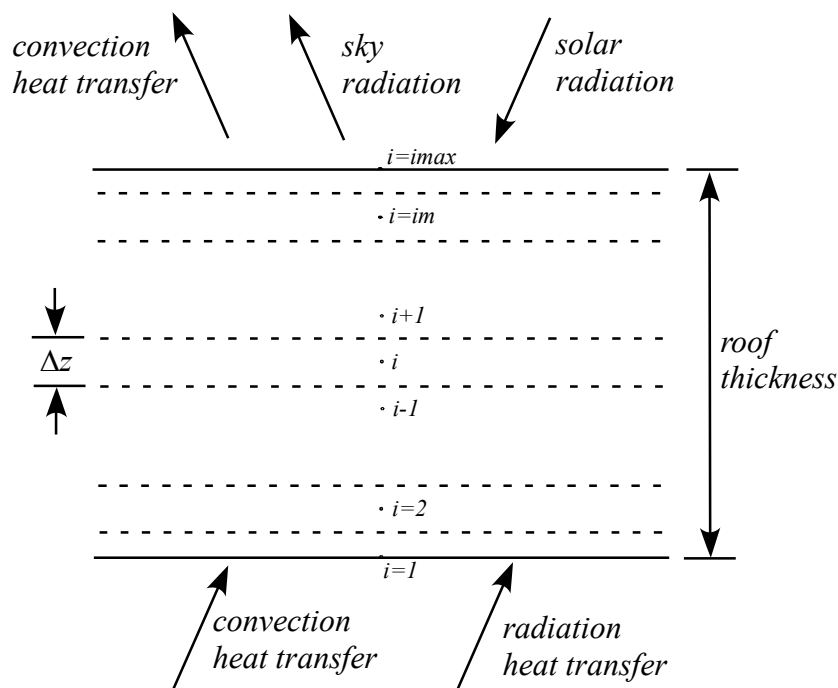 convection
heat transfer
sky
radiation
solar
radiation
i=imax
i=im
i+1
Δz
i
i-1
roof
thickness
i=2
i=1
convection
heat transfer
radiation
heat transfer